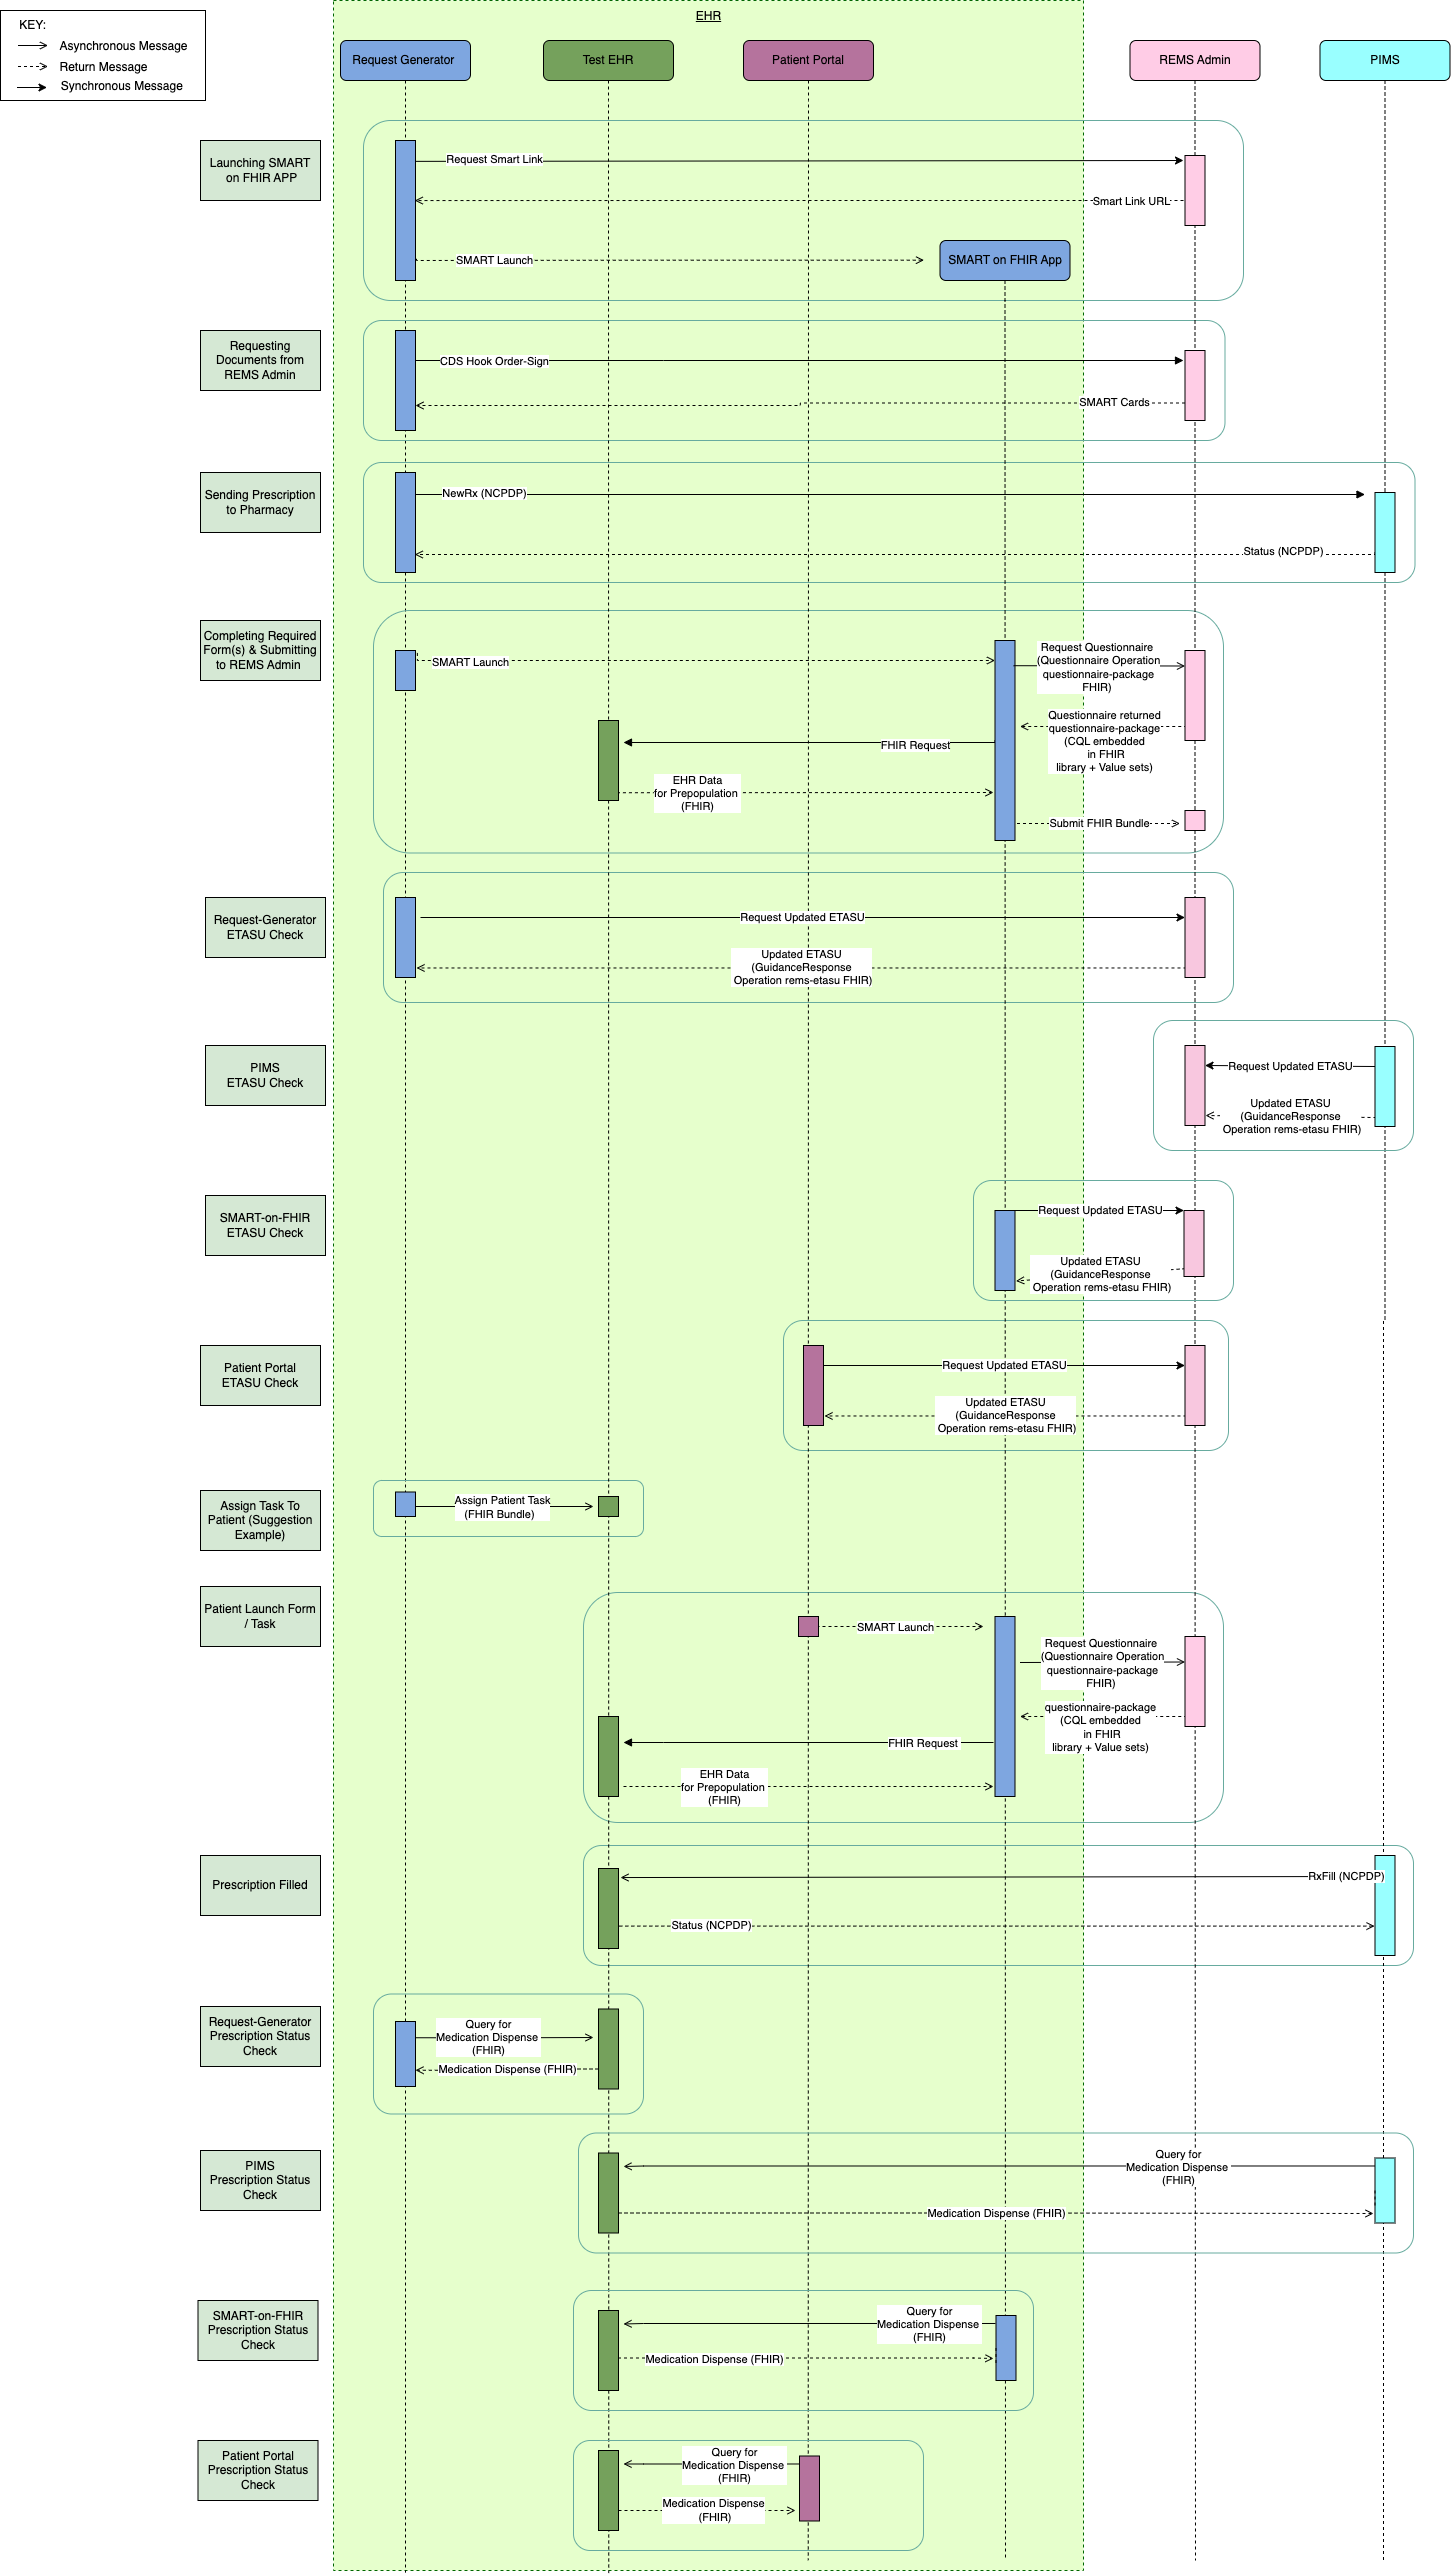 EHR
KEY:
Asynchronous Message
Return Message
Synchronous Message
Request Generator
Test EHR
Patient Portal
REMS Admin
PIMS
Launching SMART
on FHIR APP
Request Smart Link
Smart Link URL
SMART Launch
SMART on FHIR App
Requesting
Documents from
REMS Admin
CDS Hook Order-Sign
SMART Cards
Sending Prescription
to Pharmacy
NewRx (NCPDP)
Status (NCPDP)
Completing Required
Form(s) & Submitting
to REMS Admin
SMART Launch
Request Questionnaire
(Questionnaire Operation
questionnaire-package
FHIR)
Questionnaire returned
questionnaire-package
(CQL embedded
in FHIR
library + Value sets)
FHIR Request
EHR Data
for Prepopulation
(FHIR)
Submit FHIR Bundle
Request-Generator
ETASU Check
Request Updated ETASU
Updated ETASU
(GuidanceResponse
Operation rems-etasu FHIR)
PIMS
ETASU Check
Request Updated ETASU
Updated ETASU
(GuidanceResponse
Operation rems-etasu FHIR)
SMART-on-FHIR
ETASU Check
Request Updated ETASU
Updated ETASU
(GuidanceResponse
Operation rems-etasu FHIR)
Patient Portal
ETASU Check
Request Updated ETASU
Updated ETASU
(GuidanceResponse
Operation rems-etasu FHIR)
Assign Task To
Patient (Suggestion
Example)
Assign Patient Task
(FHIR Bundle)
Patient Launch Form
/ Task
SMART Launch
Request Questionnaire
(Questionnaire Operation
questionnaire-package
FHIR)
questionnaire-package
(CQL embedded
in FHIR
library + Value sets)
FHIR Request
EHR Data
for Prepopulation
(FHIR)
Prescription Filled
RxFill (NCPDP)
Status (NCPDP)
Request-Generator
Prescription Status
Check
Query for
Medication Dispense
(FHIR)
Medication Dispense (FHIR)
PIMS
Prescription Status
Check
Query for
Medication Dispense
(FHIR)
Medication Dispense (FHIR)
SMART-on-FHIR
Prescription Status
Check
Query for
Medication Dispense
(FHIR)
Medication Dispense (FHIR)
Patient Portal
Prescription Status
Check
Query for
Medication Dispense
(FHIR)
Medication Dispense
(FHIR)